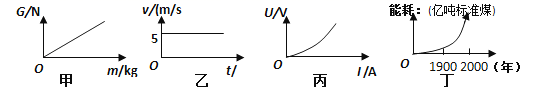 G/N
O
m/kg
甲
v/(m/s
5
O
t/
乙
U/V
O
I/A
丙
能耗:(亿吨标准煤)
O
1900 2000 (年)
丁